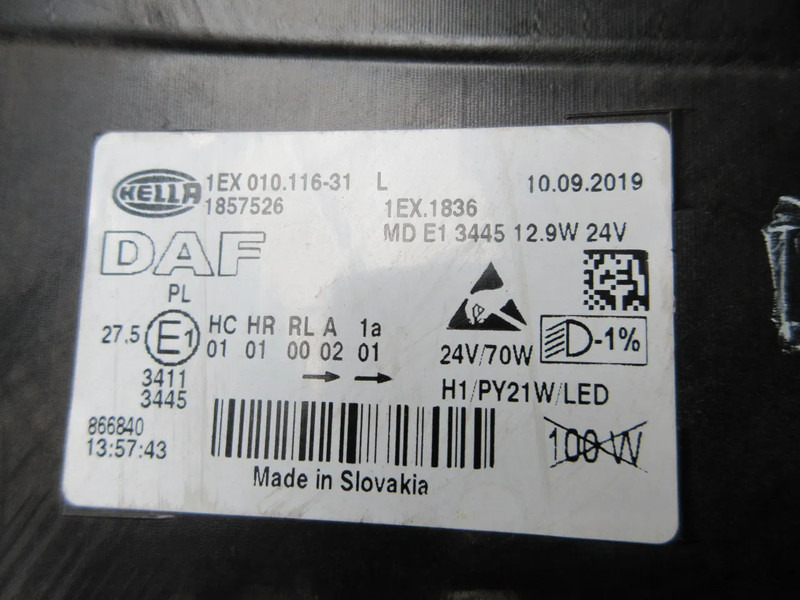 HELLA 1EX 010.116-31 L 10.09.2019
1857526 1EX.1836
DAF MD E1 3445 12.9W 24V
PL
27.5 E1 HC HR RL A 1a
01 01 00 02 01
24V/70W D-1%
3411
3445
H1/PY21W/LED
866840
13:57:43
100 W
Made in Slovakia